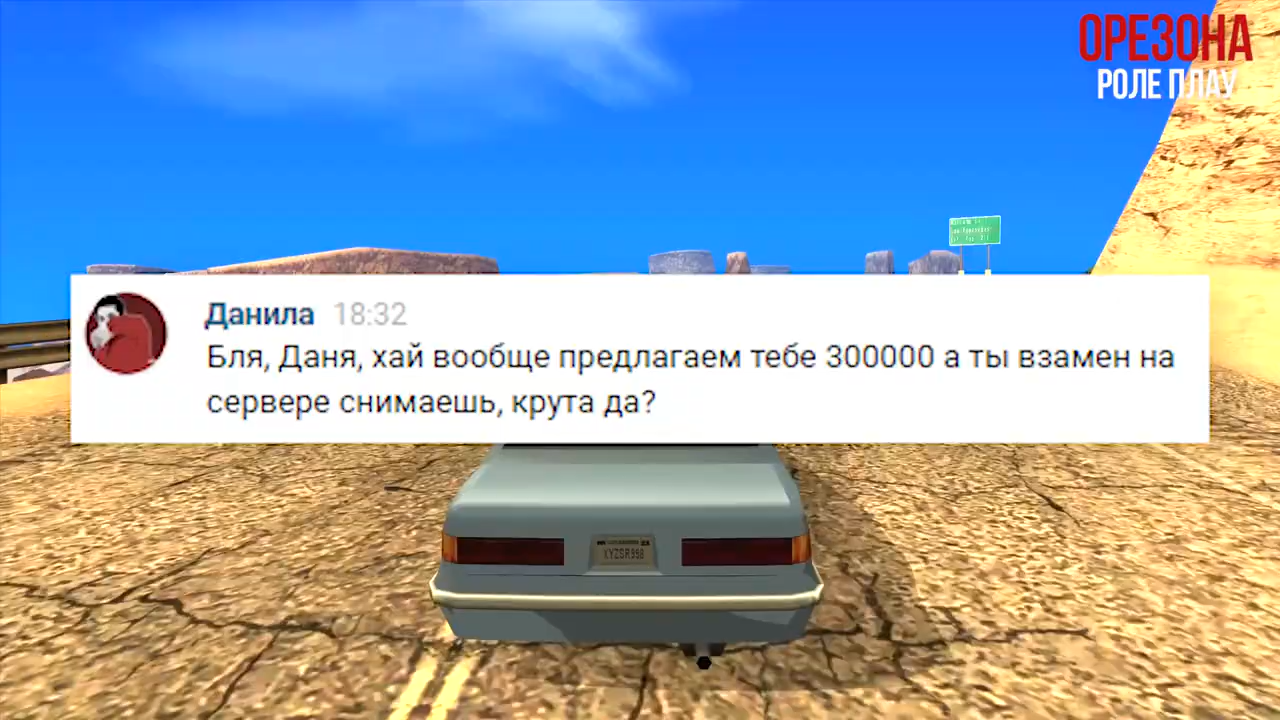 ОРЕЗОНА
РОЛЕ ПЛАУ
Данила 18:32
Бля, Даня, хай вообще предлагаем тебе 300000 а ты взамен на
сервере снимаешь, крута да?